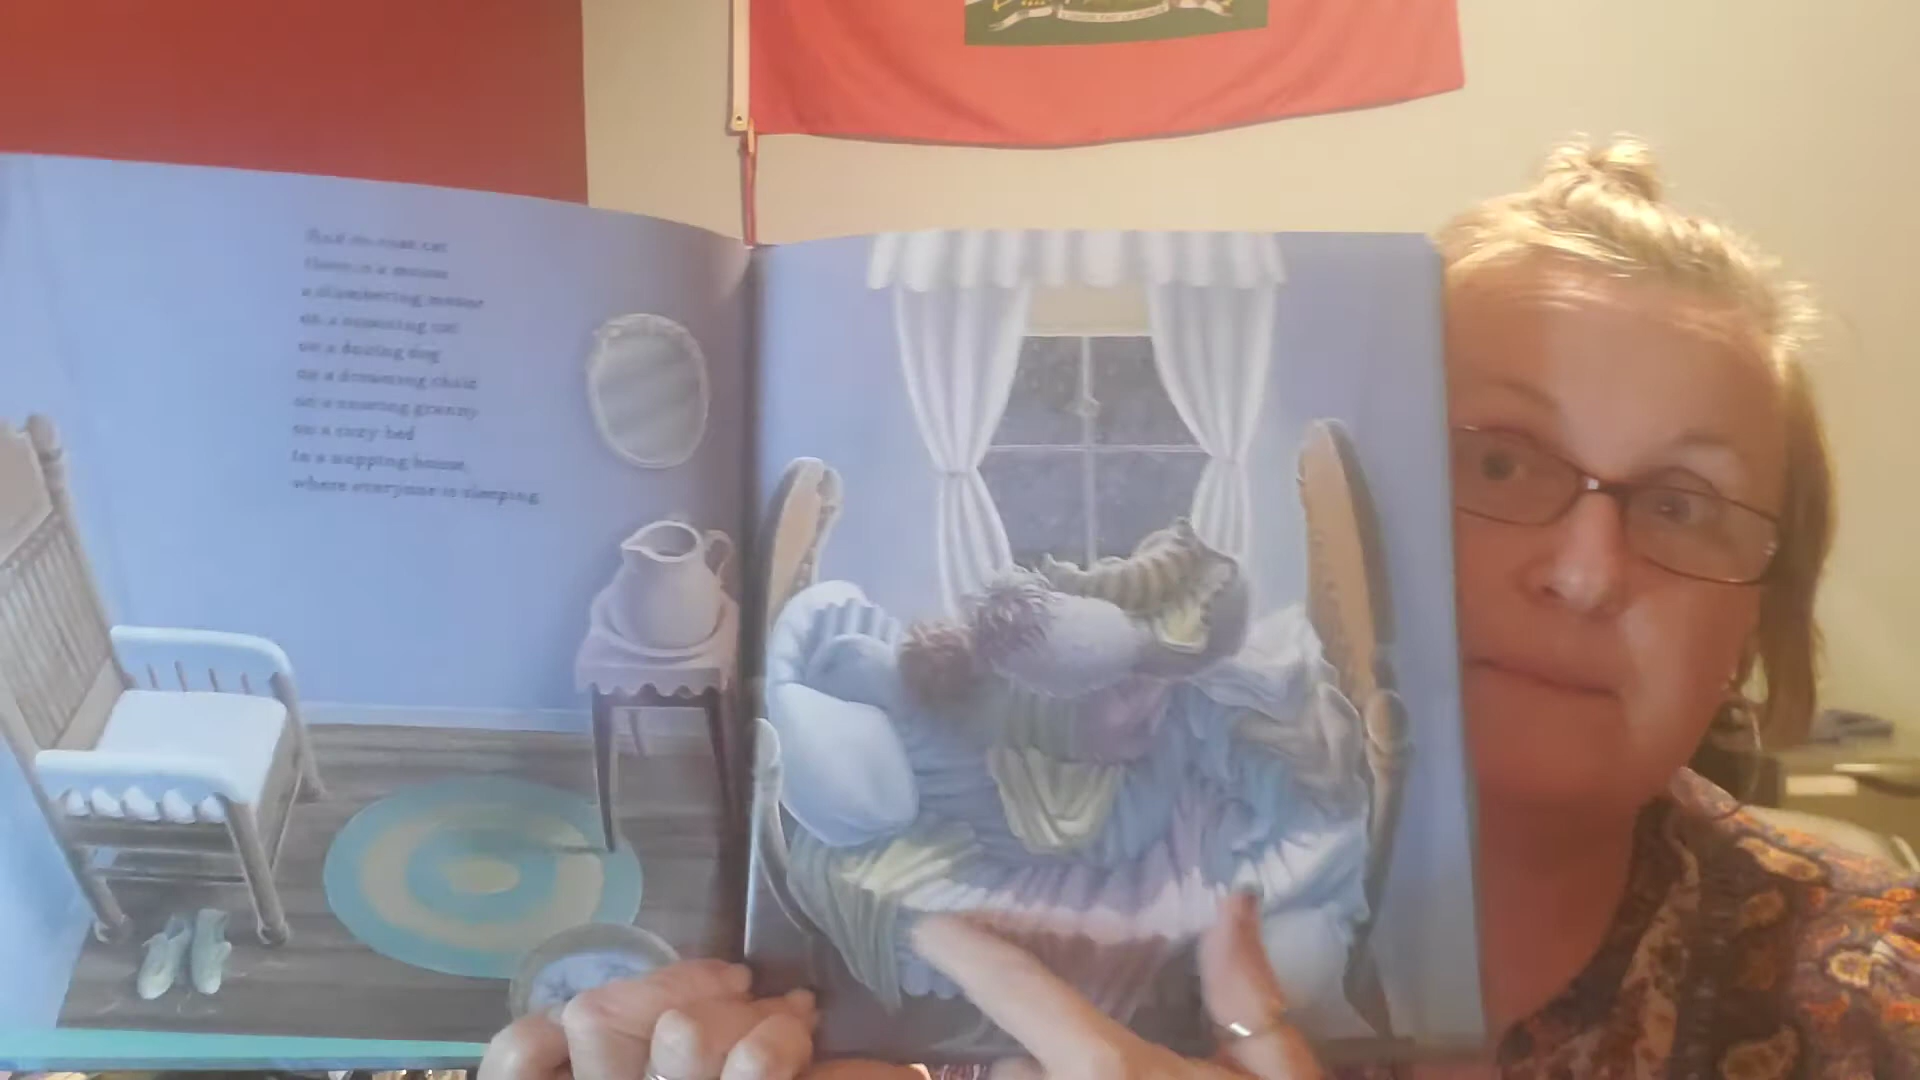 And on that cat
there is a mouse
a slumbering mouse
on a snoozing cat
on a dozing dog
on a dreaming child
on a snoring granny
on a cozy bed
in a napping house,
where everyone is sleeping.